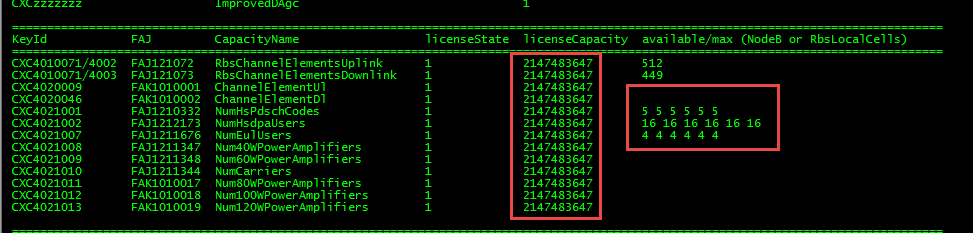 CXCzzzzzzz ImprovedDAgc 1
================================================================================
KeyId FAJ CapacityName licenseState licenseCapacity available/max (NodeB or RbsLocalCells)
================================================================================
CXC4010071/4002 FAJ121072 RbsChannelElementsUplink 1 2147483647 512
CXC4010071/4003 FAJ121073 RbsChannelElementsDownlink 1 2147483647 449
CXC4020009 FAK1010001 ChannelElementUl 1 2147483647
CXC4020046 FAK1010002 ChannelElementDl 1 2147483647
CXC4021001 FAJ1210332 NumHsPdschCodes 1 2147483647 5 5 5 5 5 5
CXC4021002 FAJ1212173 NumHsdpaUsers 1 2147483647 16 16 16 16 16 16
CXC4021007 FAJ1211676 NumEulUsers 1 2147483647 4 4 4 4 4 4
CXC4021008 FAJ1211347 Num40WPowerAmplifiers 1 2147483647
CXC4021009 FAJ1211348 Num60WPowerAmplifiers 1 2147483647
CXC4021010 FAJ1211344 NumCarriers 1 2147483647
CXC4021011 FAK1010017 Num80WPowerAmplifiers 1 2147483647
CXC4021012 FAK1010018 Num100WPowerAmplifiers 1 2147483647
CXC4021013 FAK1010019 Num120WPowerAmplifiers 1 2147483647
================================================================================